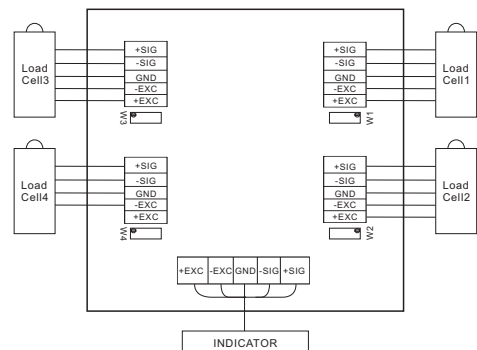 Load
Cell3
+SIG
-SIG
GND
-EXC
+EXC
W3
+SIG
-SIG
GND
-EXC
+EXC
W1
Load
Cell1
Load
Cell4
+SIG
-SIG
GND
-EXC
+EXC
W4
+SIG
-SIG
GND
-EXC
+EXC
W2
Load
Cell2
+EXC -EXC GND -SIG +SIG
INDICATOR